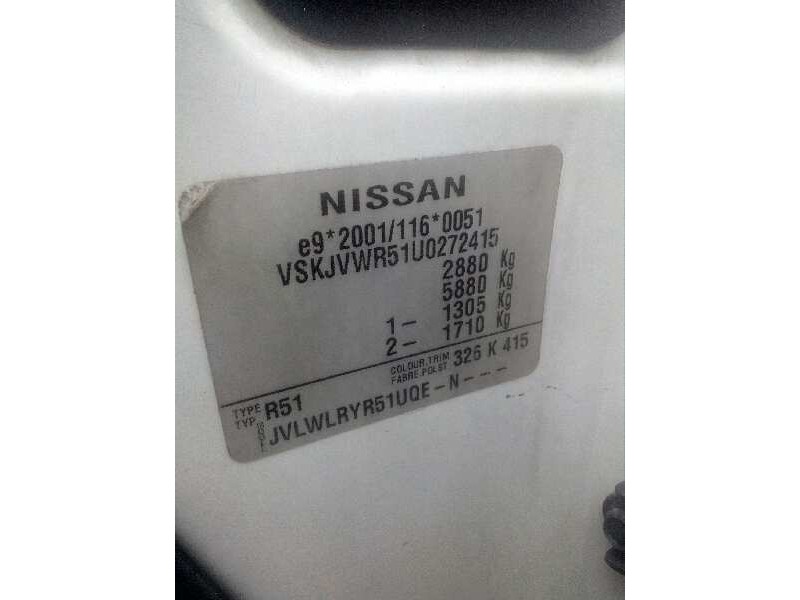 NISSAN
e9*2001/116*0051
VSKJVWR51U0272415
2880 Kg
5880 Kg
1- 1305 Kg
2- 1710 Kg
COLOUR.TRIM 326 K 415
FABRE.POLST
TYPE R51
TYP
MODEL JVLWLRYR51UQE-N---